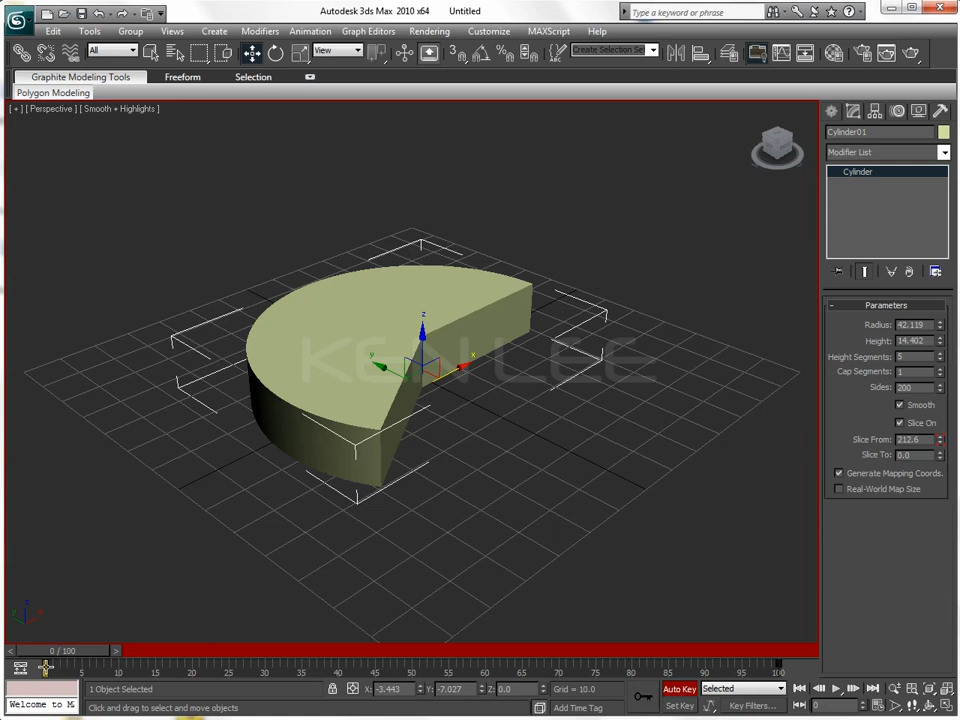 Autodesk 3ds Max 2010 x64 Untitled
Type a keyword or phrase
Edit Tools Group Views Create Modifiers Animation Graph Editors Rendering Customize MAXScript Help
All View Create Selection Se
Graphite Modeling Tools Freeform Selection
Polygon Modeling
[ + ] [ Perspective ] [ Smooth + Highlights ]
Cylinder01
Modifier List
Cylinder
Parameters
Radius: 42.119
Height: 14.402
Height Segments: 5
Cap Segments: 1
Sides: 200
Smooth
Slice On
Slice From: 212.6
Slice To: 0.0
Generate Mapping Coords.
Real-World Map Size
z
y x
KEN LEE
z
0 / 100
5 10 15 20 25 30 35 40 45 50 55 60 65 70 75 80 85 90 95 100
1 Object Selected X: -3.443 Y: -7.027 Z: 0.0 Grid = 10.0 Auto Key Selected
Welcome to M Click and drag to select and move objects Add Time Tag Set Key Key Filters... 0